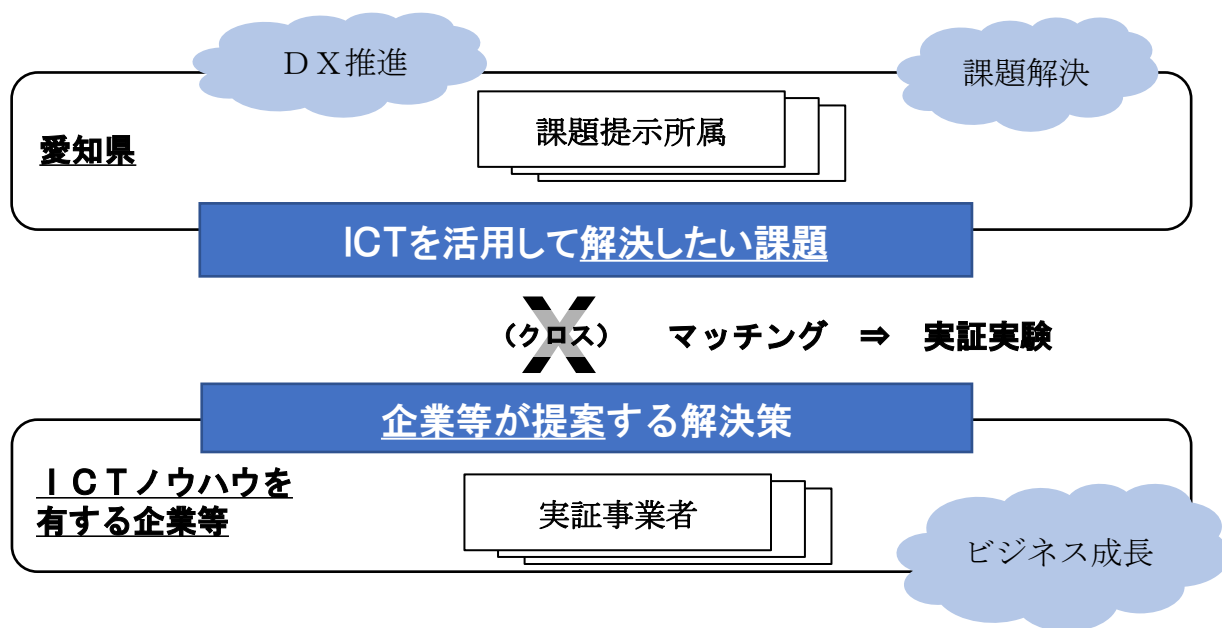 ＤＸ推進
課題解決
課題提示所属
愛知県
ICTを活用して解決したい課題
X
（クロス） マッチング ⇒ 実証実験
企業等が提案する解決策
ＩＣＴノウハウを
有する企業等
実証事業者
ビジネス成長